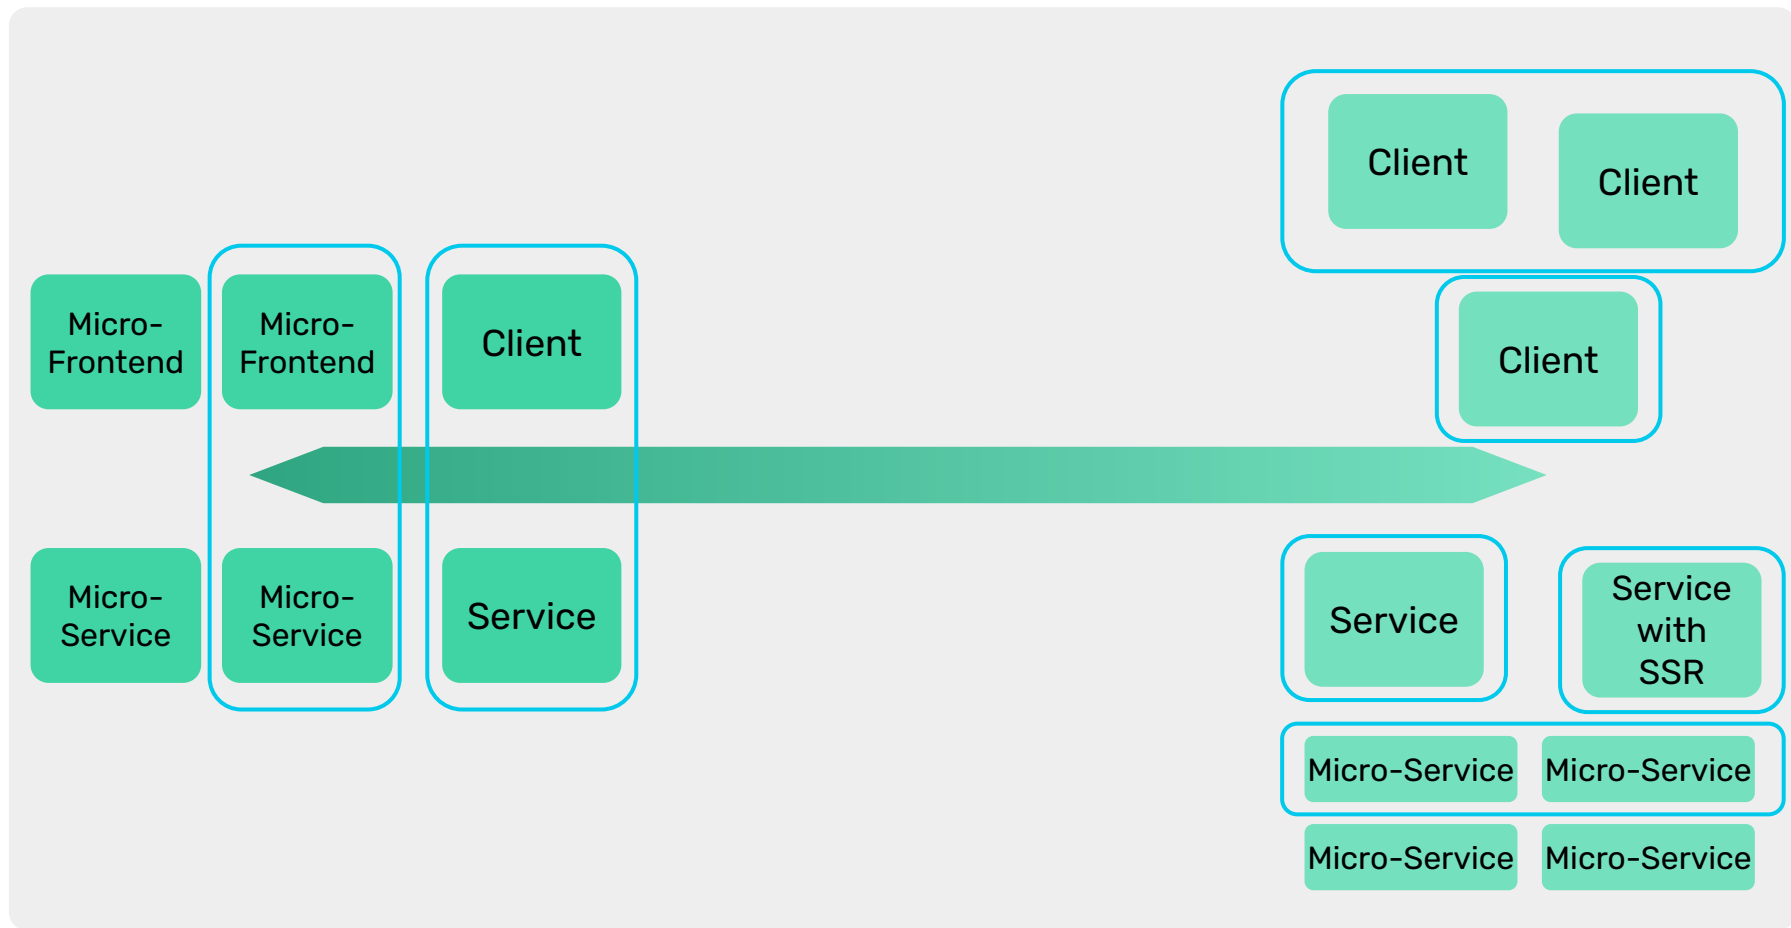 Client
Client
Client
Micro-
Frontend
Micro-
Frontend
Client
Micro-
Service
Micro-
Service
Service
Service
Service
with
SSR
Micro-Service
Micro-Service
Micro-Service
Micro-Service